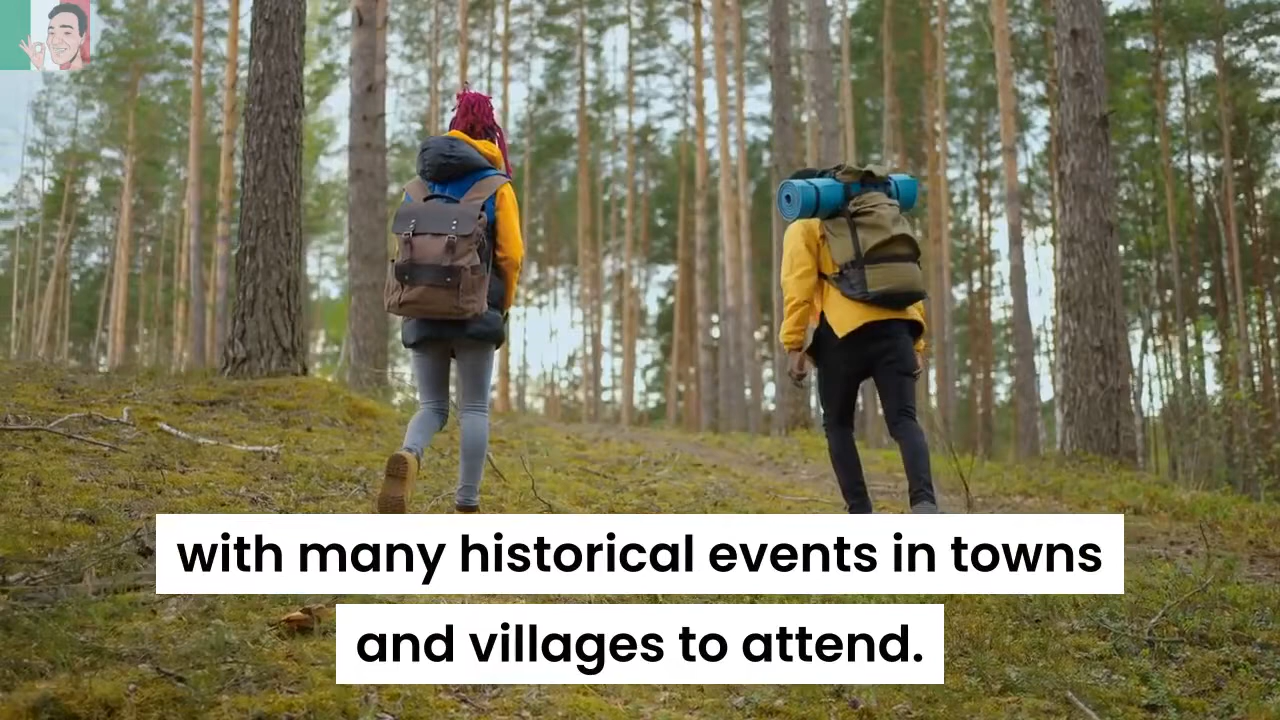 with many historical events in towns
and villages to attend.